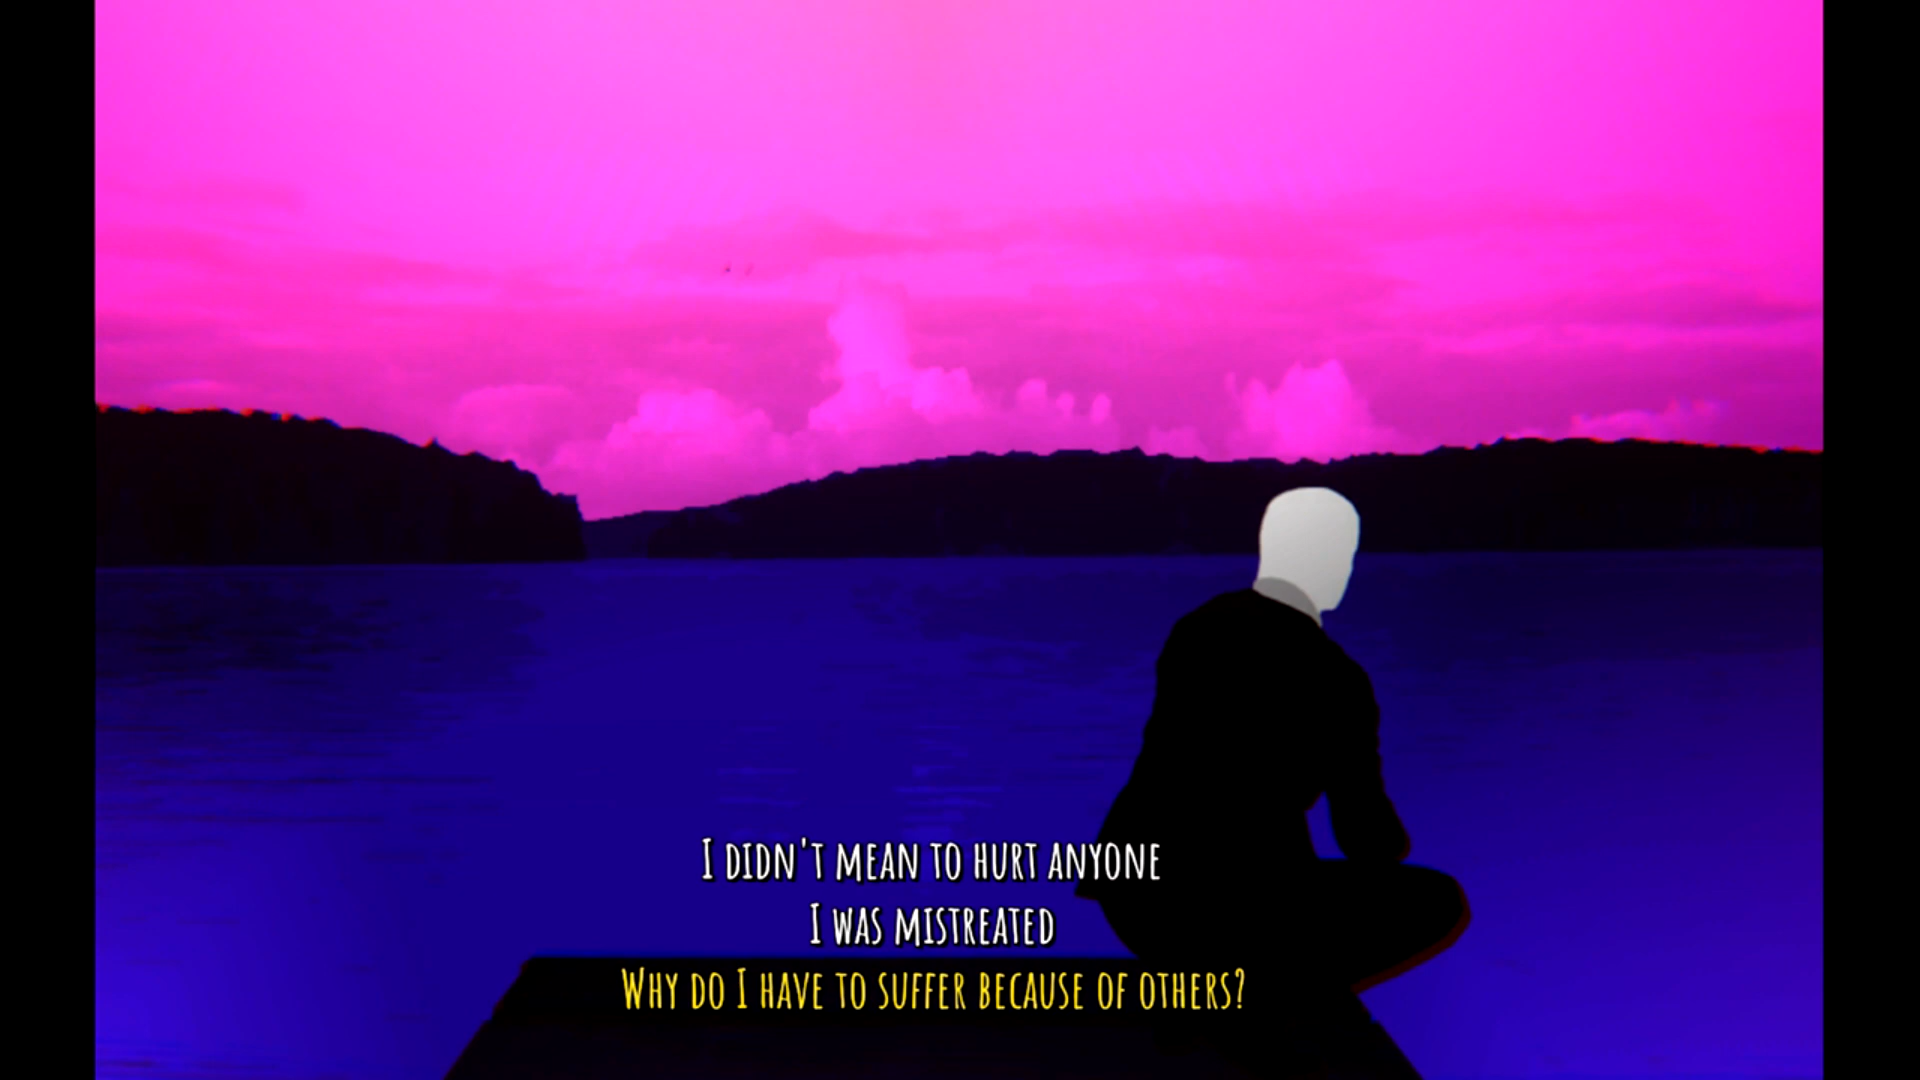 I didn't mean to hurt anyone
I was mistreated
Why do I have to suffer because of others?